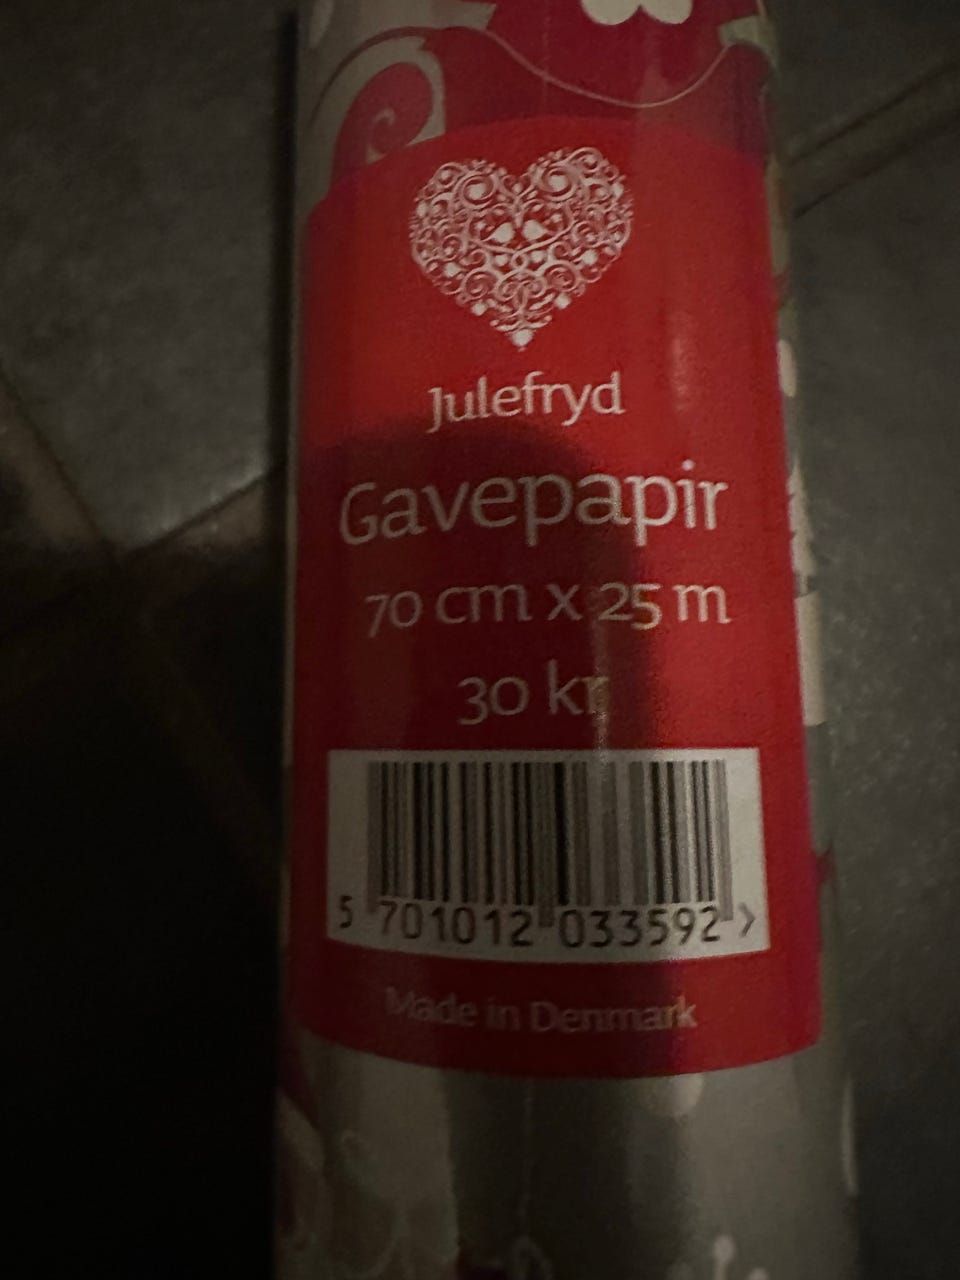 Julefryd
Gavepapir
70 cm x 25 m
30 kr
5 701012 033592 >
Made in Denmark